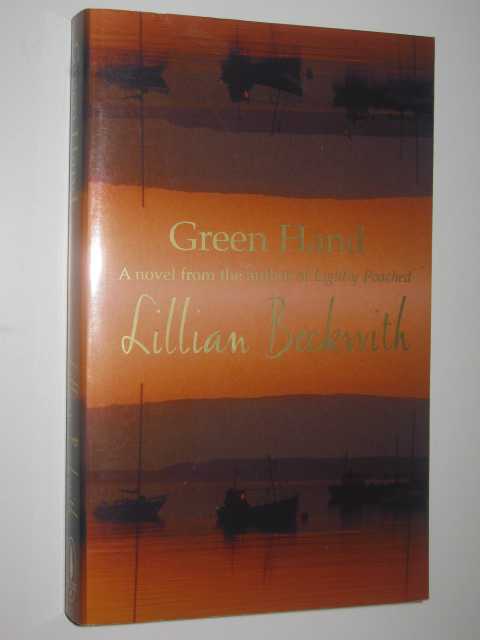 Green Hand
A novel from the author of Lightly Poached
Lillian Beckwith